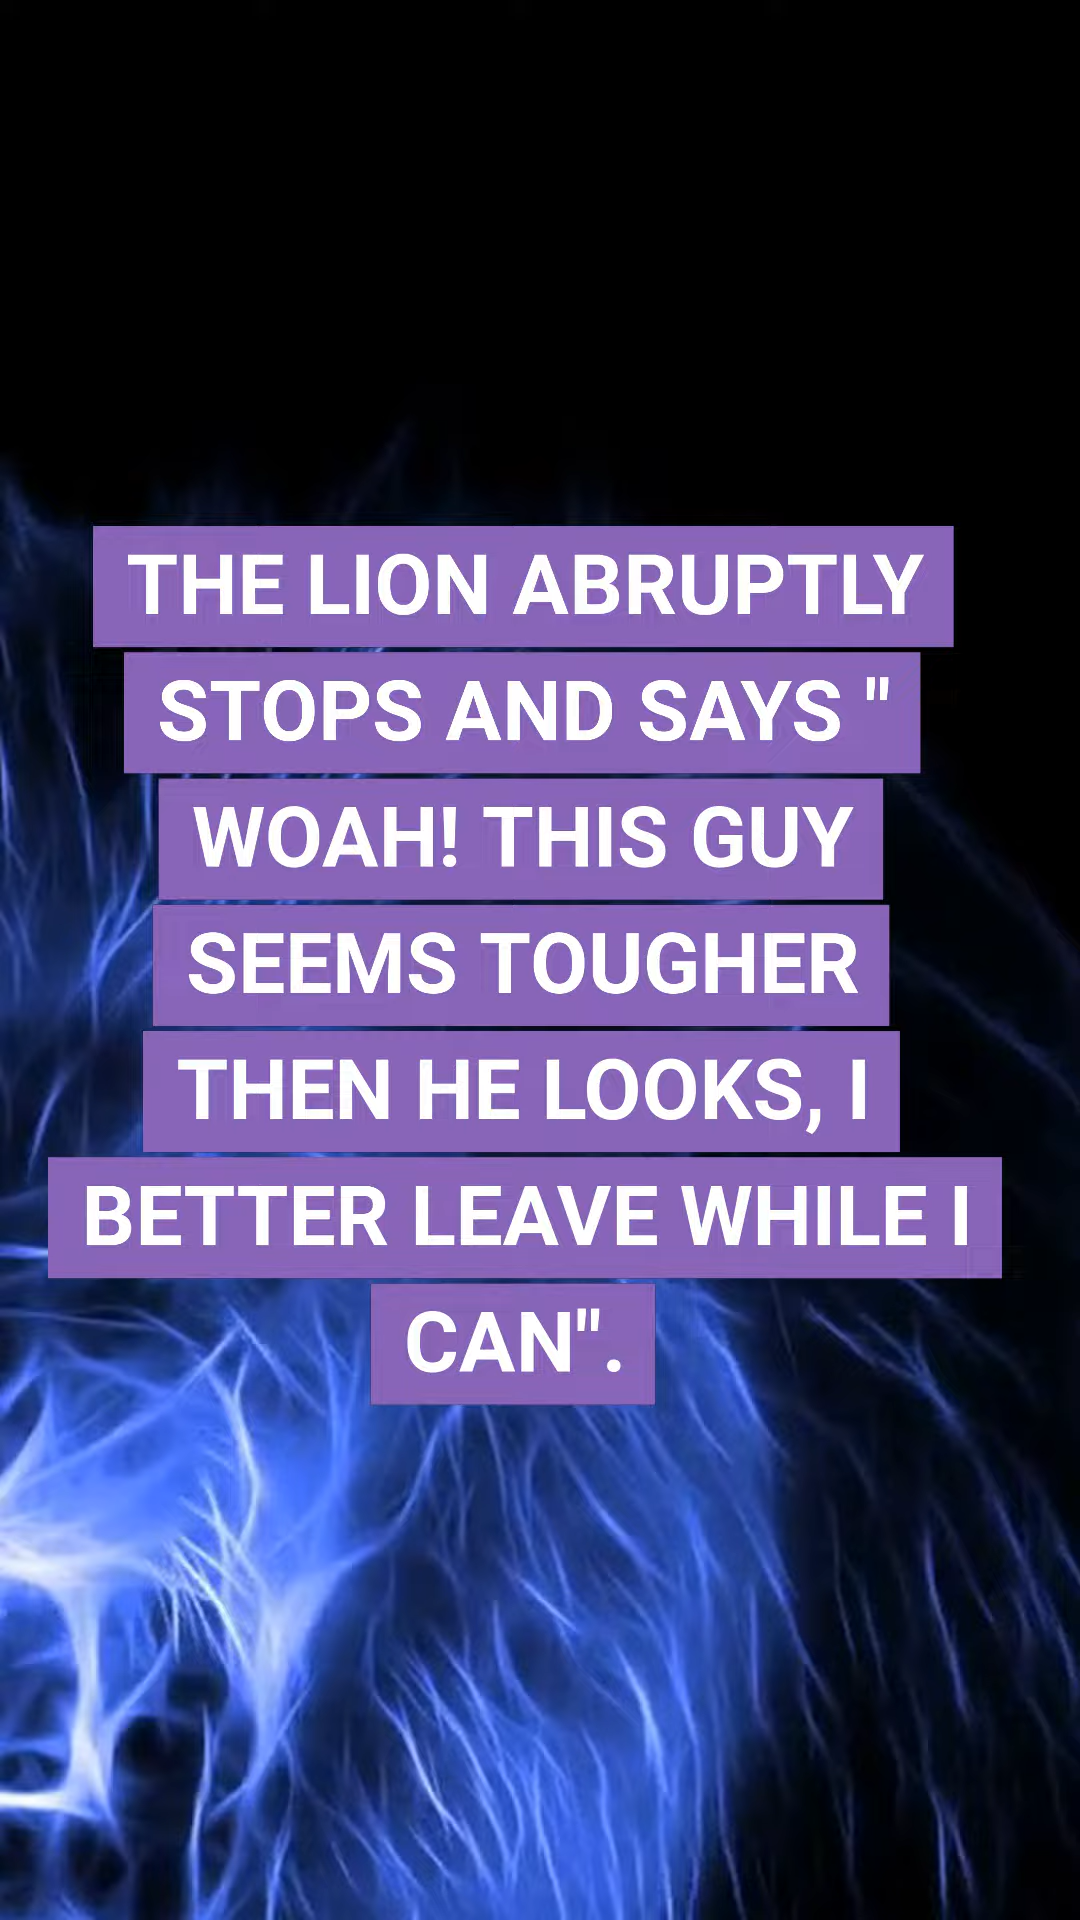 THE LION ABRUPTLY
STOPS AND SAYS "
WOAH! THIS GUY
SEEMS TOUGHER
THEN HE LOOKS, I
BETTER LEAVE WHILE I
CAN".